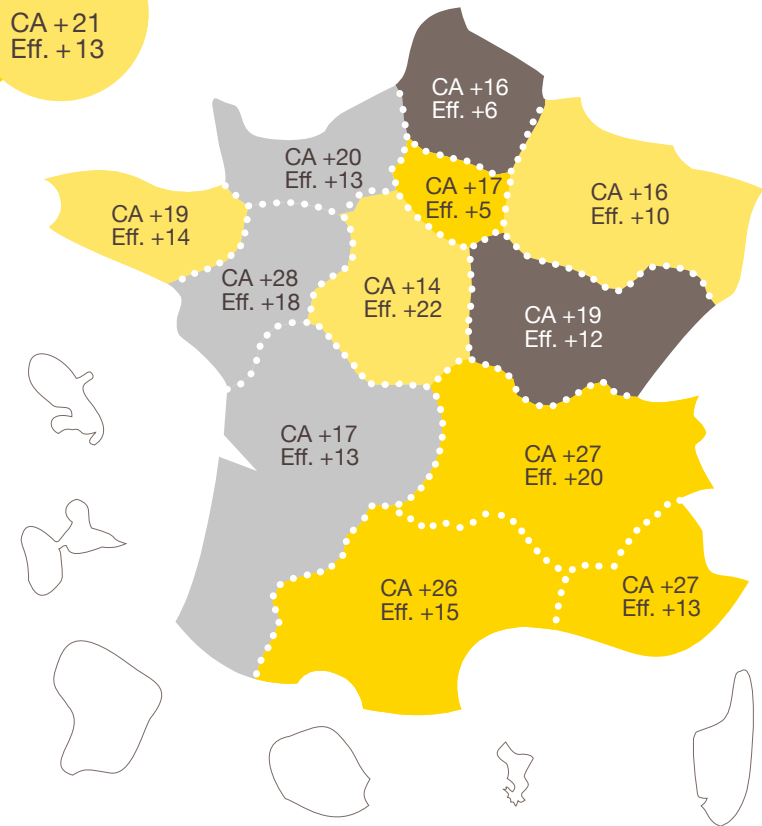 CA +21
Eff. +13
CA +16
Eff. +6
CA +20
Eff. +13
CA +17
Eff. +5
CA +16
Eff. +10
CA +19
Eff. +14
CA +28
Eff. +18
CA +14
Eff. +22
CA +19
Eff. +12
CA +17
Eff. +13
CA +27
Eff. +20
CA +26
Eff. +15
CA +27
Eff. +13